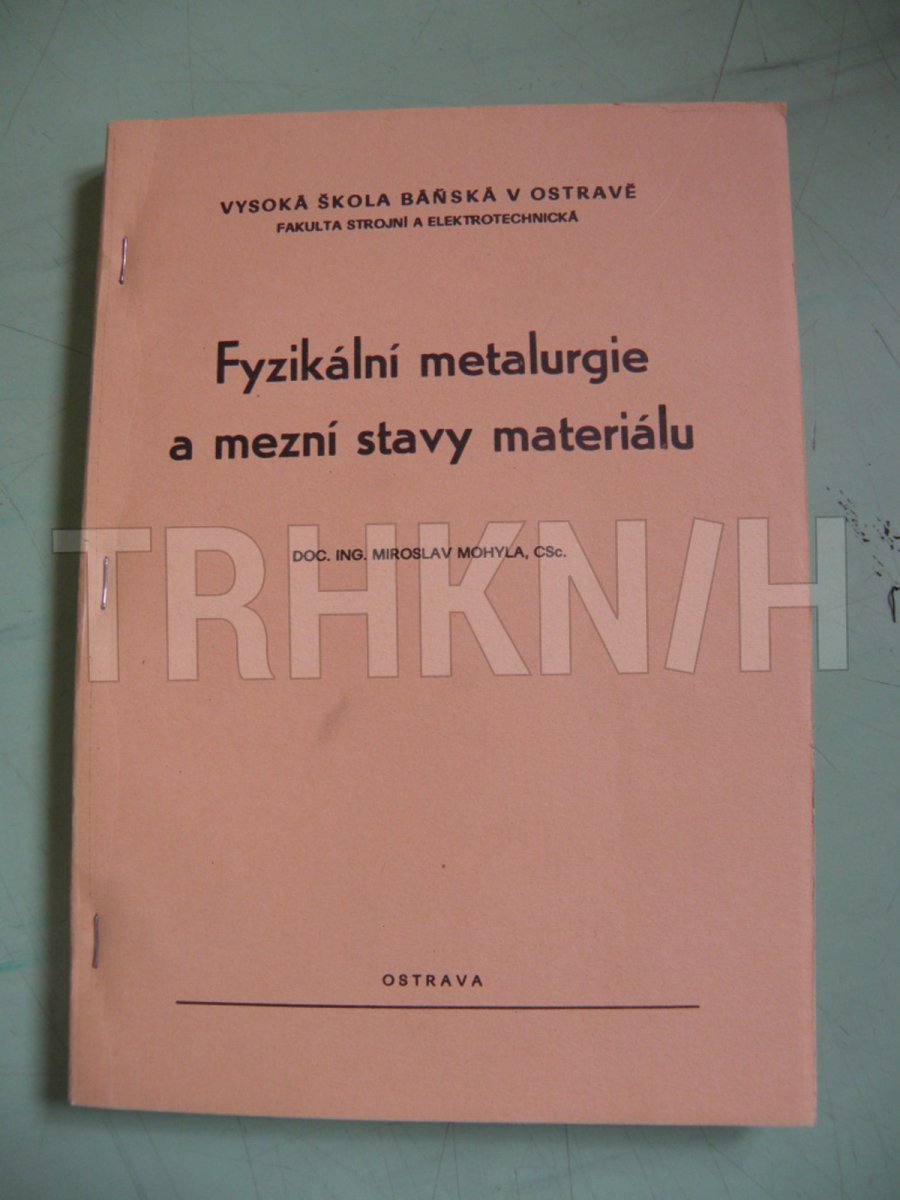 VYSOKÁ ŠKOLA BÁŇSKÁ V OSTRAVĚ
FAKULTA STROJNÍ A ELEKTROTECHNICKÁ
Fyzikální metalurgie
a mezní stavy materiálu
DOC. ING. MIROSLAV MOHYLA, CSc.
TRHKNIH
OSTRAVA